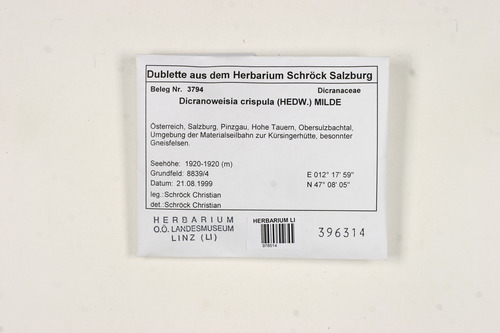 Dublette aus dem Herbarium Schröck Salzburg
Beleg Nr. 3794 Dicranaceae
Dicranoweisia crispula (HEDW.) MILDE
Österreich, Salzburg, Pinzgau, Hohe Tauern, Obersulzbachtal,
Umgebung der Materialseilbahn zur Kürsingerhütte, besonnter
Gneisfelsen.
Seehöhe: 1920-1920 (m)
Grundfeld: 8839/4 E 012° 17' 59"
Datum: 21.08.1999 N 47° 08' 05"
leg.: Schröck Christian
det.: Schröck Christian
HERBARIUM
O.Ö. LANDESMUSEUM
LINZ (LI)
HERBARIUM LI
396314